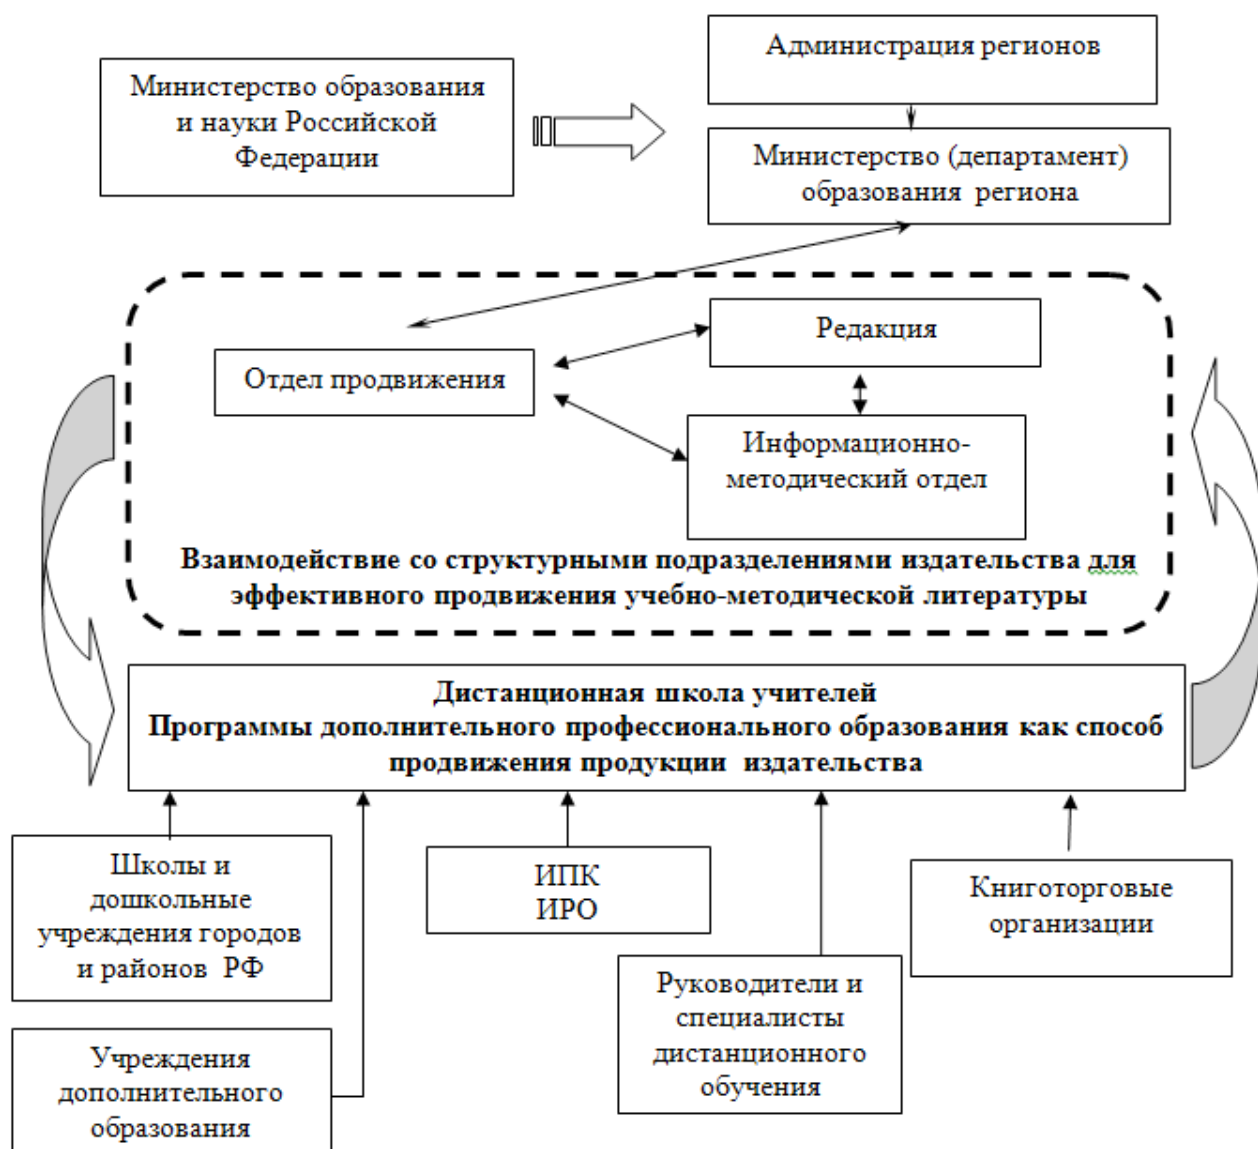 Министерство образования
и науки Российской
Федерации
Администрация регионов
Министерство (департамент)
образования региона
Отдел продвижения
Редакция
Информационно-
методический отдел
Взаимодействие со структурными подразделениями издательства для
эффективного продвижения учебно-методической литературы
Дистанционная школа учителей
Программы дополнительного профессионального образования как способ
продвижения продукции издательства
Школы и
дошкольные
учреждения городов
и районов РФ
ИПК
ИРО
Книготорговые
организации
Руководители и
специалисты
дистанционного
обучения
Учреждения
дополнительного
образования